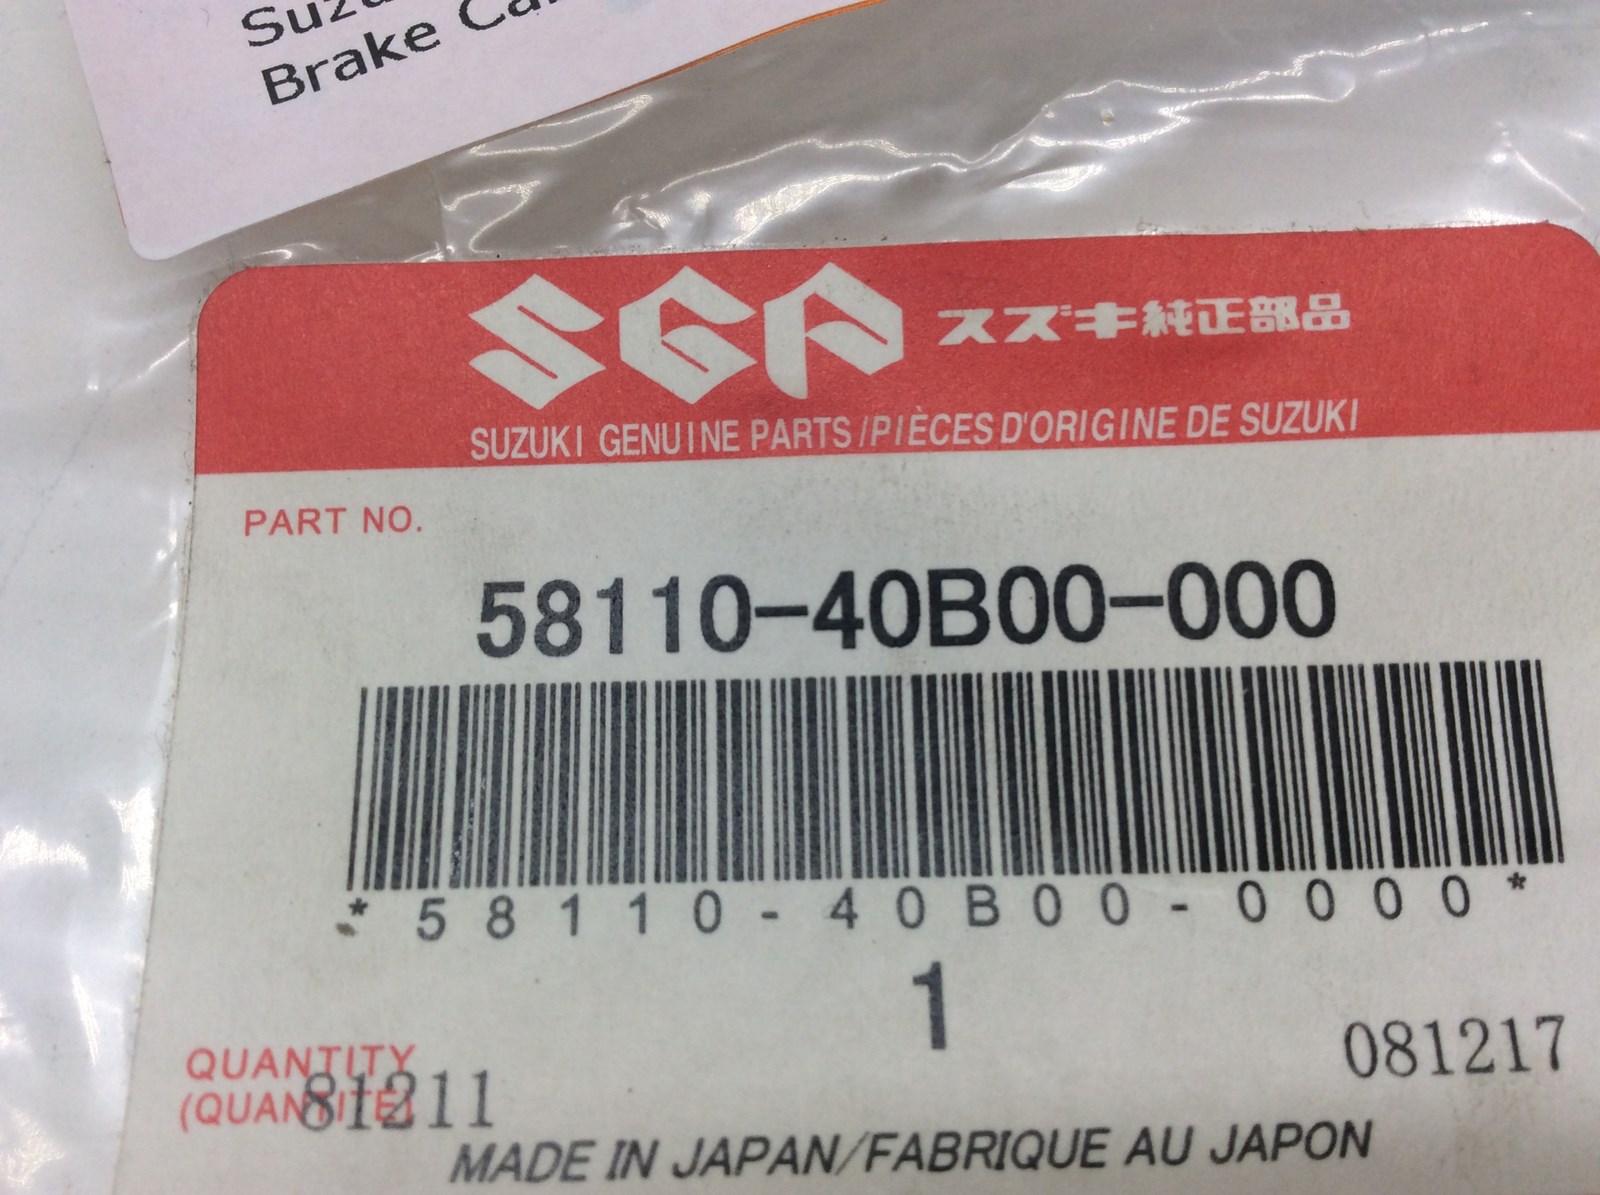 Brake
SGP スズキ純正部品
SUZUKI GENUINE PARTS/PIÈCES D'ORIGINE DE SUZUKI
PART NO.
58110-40B00-000
*58110-40B00-0000*
1
081217
QUANTITY
(QUANTITÉ)
81211
MADE IN JAPAN/FABRIQUE AU JAPON